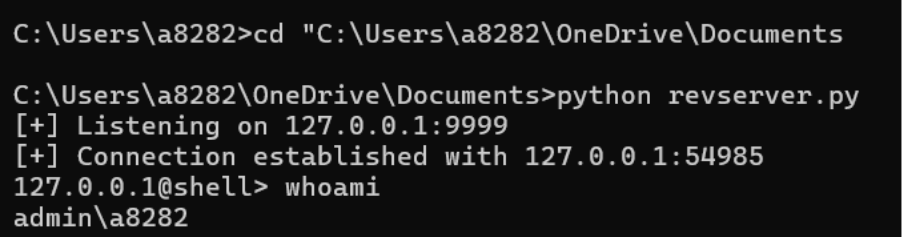 C:\Users\a8282>cd "C:\Users\a8282\OneDrive\Documents
C:\Users\a8282\OneDrive\Documents>python revserver.py
[+] Listening on 127.0.0.1:9999
[+] Connection established with 127.0.0.1:54985
127.0.0.1@shell> whoami
admin\a8282